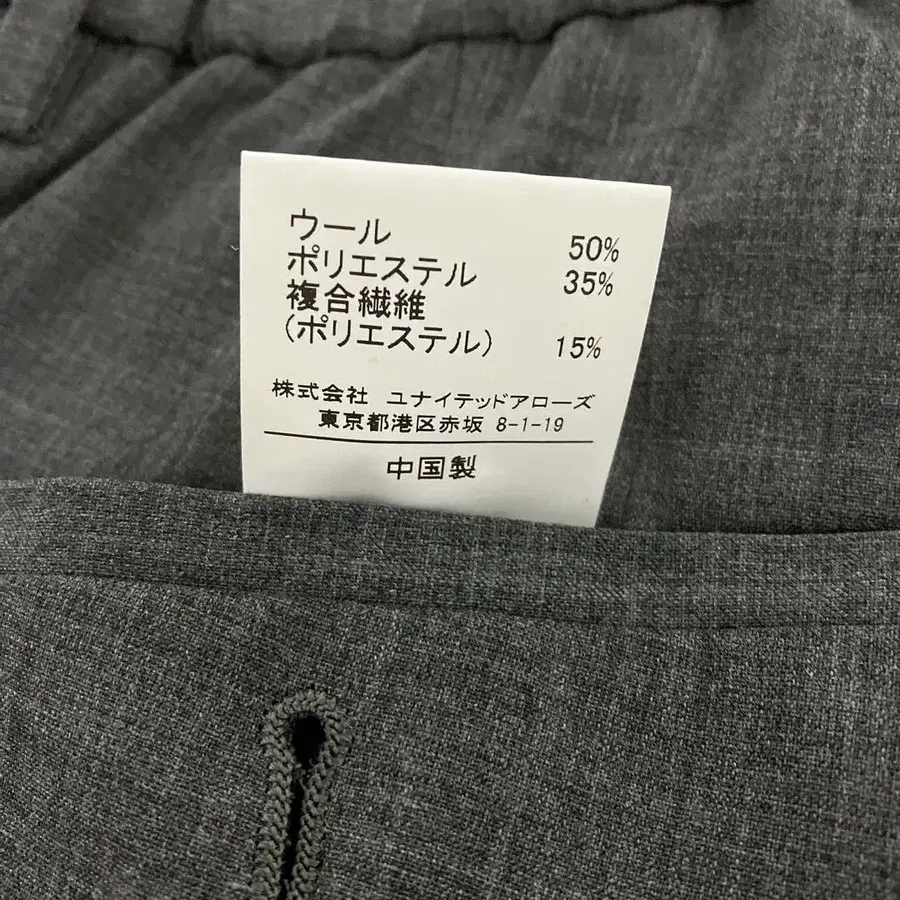 ウール 50%
ポリエステル 35%
複合繊維
(ポリエステル) 15%
株式会社 ユナイテッドアローズ
東京都港区赤坂 8-1-19
中国製